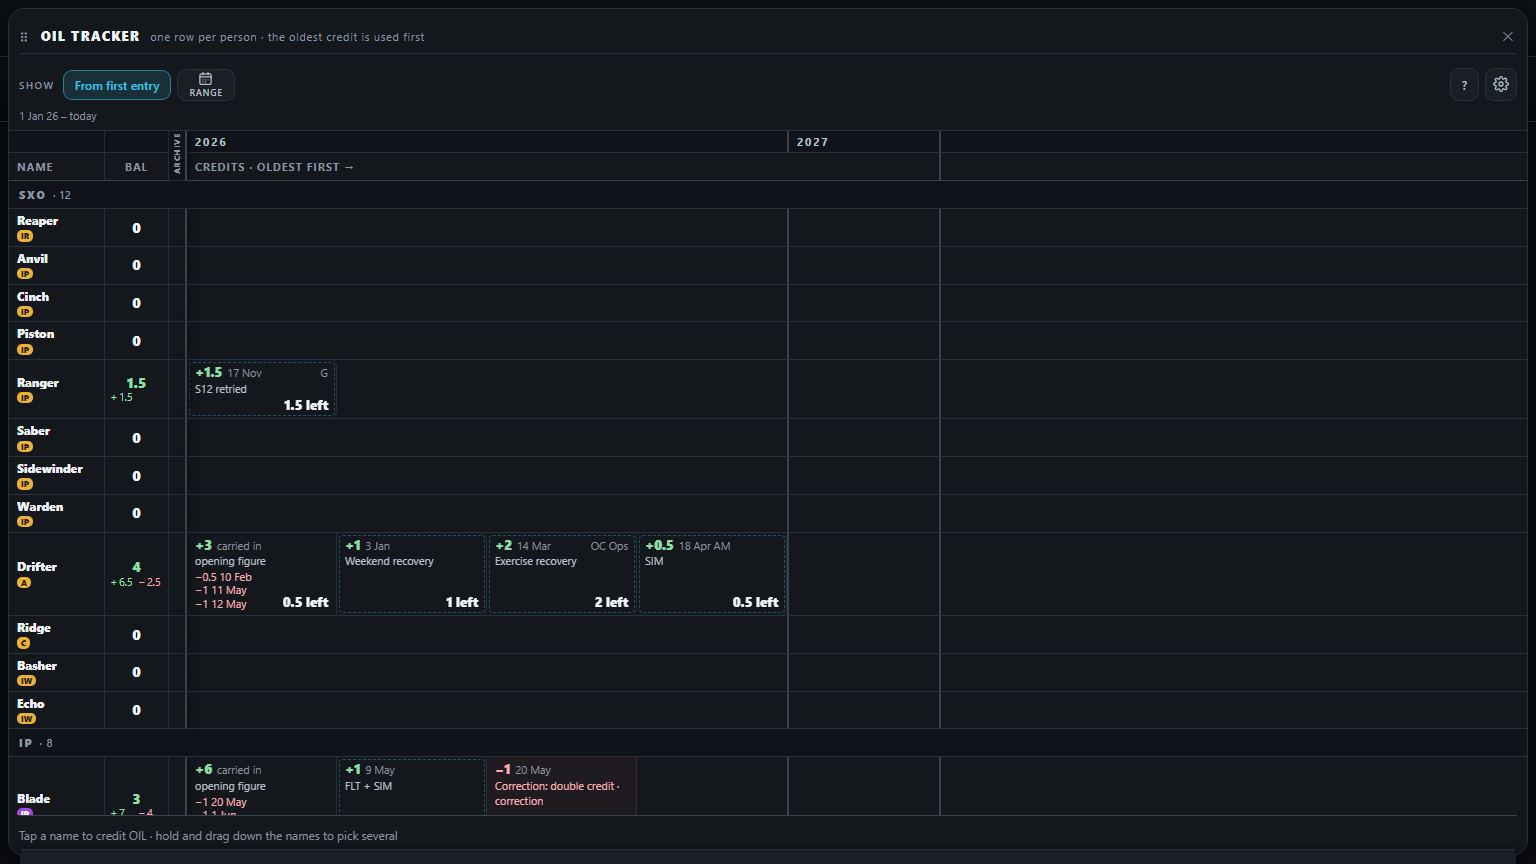 OIL TRACKER one row per person · the oldest credit is used first
SHOW From first entry RANGE
?
1 Jan 26 – today
ARCHIVE
2026 2027
NAME BAL CREDITS · OLDEST FIRST →
SXO · 12
Reaper 0
IR
Anvil 0
IP
Cinch 0
IP
Piston 0
IP
Ranger 1.5
IP + 1.5
+1.5 17 Nov G
S12 retried
1.5 left
Saber 0
IP
Sidewinder 0
IP
Warden 0
IP
Drifter 4
A + 6.5 − 2.5
+3 carried in
opening figure
−0.5 10 Feb
−1 11 May
−1 12 May 0.5 left
+1 3 Jan
Weekend recovery
1 left
+2 14 Mar OC Ops
Exercise recovery
2 left
+0.5 18 Apr AM
SIM
0.5 left
Ridge 0
C
Basher 0
IW
Echo 0
IW
IP · 8
Blade 3
+ 7 − 4
+6 carried in
opening figure
−1 20 May
−1 1 Jun
+1 9 May
FLT + SIM
−1 20 May
Correction: double credit ·
correction
Tap a name to credit OIL · hold and drag down the names to pick several